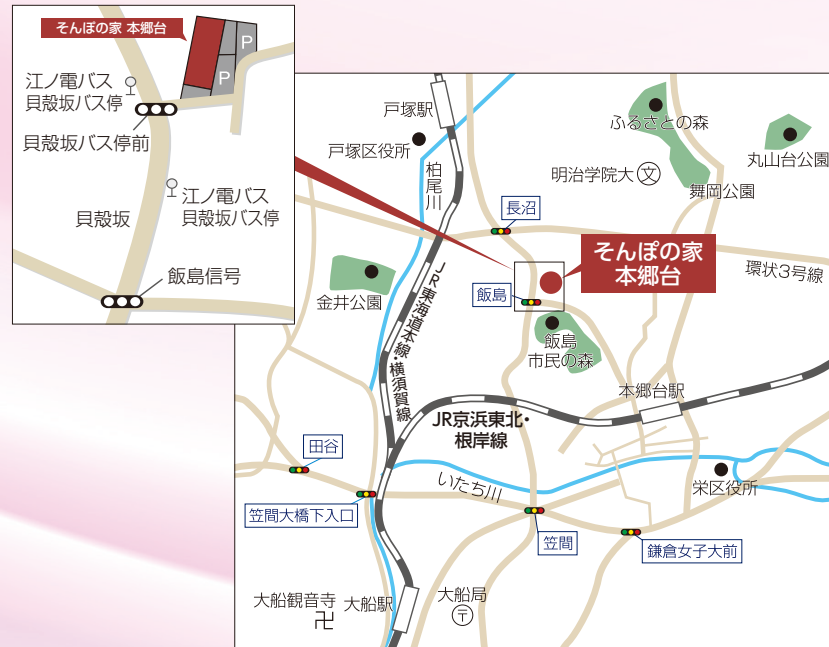 そんぽの家 本郷台
P
P
江ノ電バス
貝殻坂バス停
貝殻坂バス停前
江ノ電バス
貝殻坂バス停
貝殻坂
飯島信号
戸塚駅
戸塚区役所
柏尾川
ふるさとの森
丸山台公園
明治学院大 文
舞岡公園
長沼
そんぽの家
本郷台
環状3号線
金井公園
飯島
飯島
市民の森
JR東海道本線・横須賀線
本郷台駅
JR京浜東北・
根岸線
田谷
いたち川
栄区役所
笠間大橋下入口
笠間
鎌倉女子大前
大船観音寺
卍
大船駅
大船局
〒